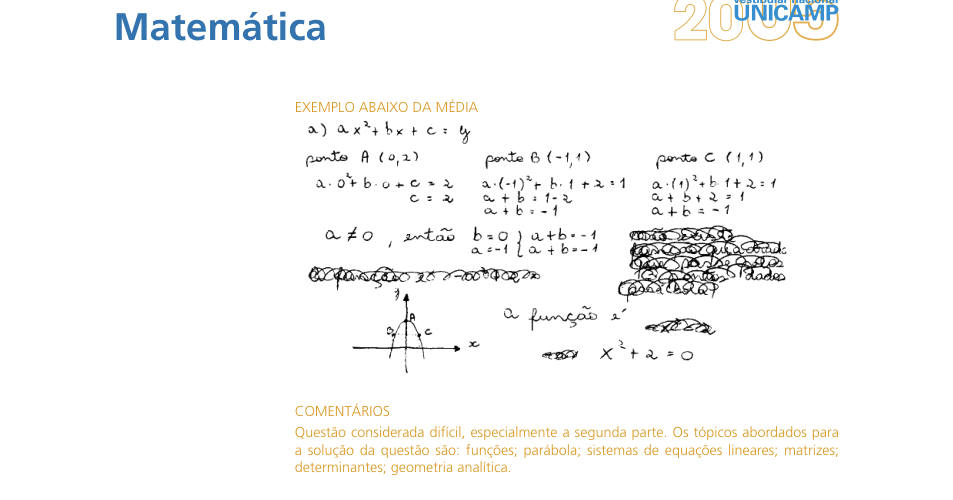 Matemática
vestibular nacional
2005
UNICAMP
EXEMPLO ABAIXO DA MÉDIA
a) ax²+ bx + c = y
ponto A (0,2) ponto B (-1,1) ponto C (1,1)
a·0²+ b·0 + c = 2 a·(-1)²+ b·1+2=1 a·(1)²+b·1+2=1
c = 2 a + b = 1-2 a + b + 2 = 1
a + b = -1 a + b = -1
a ≠ 0, então b=0 } a+b=-1
a=-1 { a+b=-1
y
A
B C
x
a função é
x²+2=0
COMENTÁRIOS
Questão considerada difícil, especialmente a segunda parte. Os tópicos abordados para
a solução da questão são: funções; parábola; sistemas de equações lineares; matrizes;
determinantes; geometria analítica.